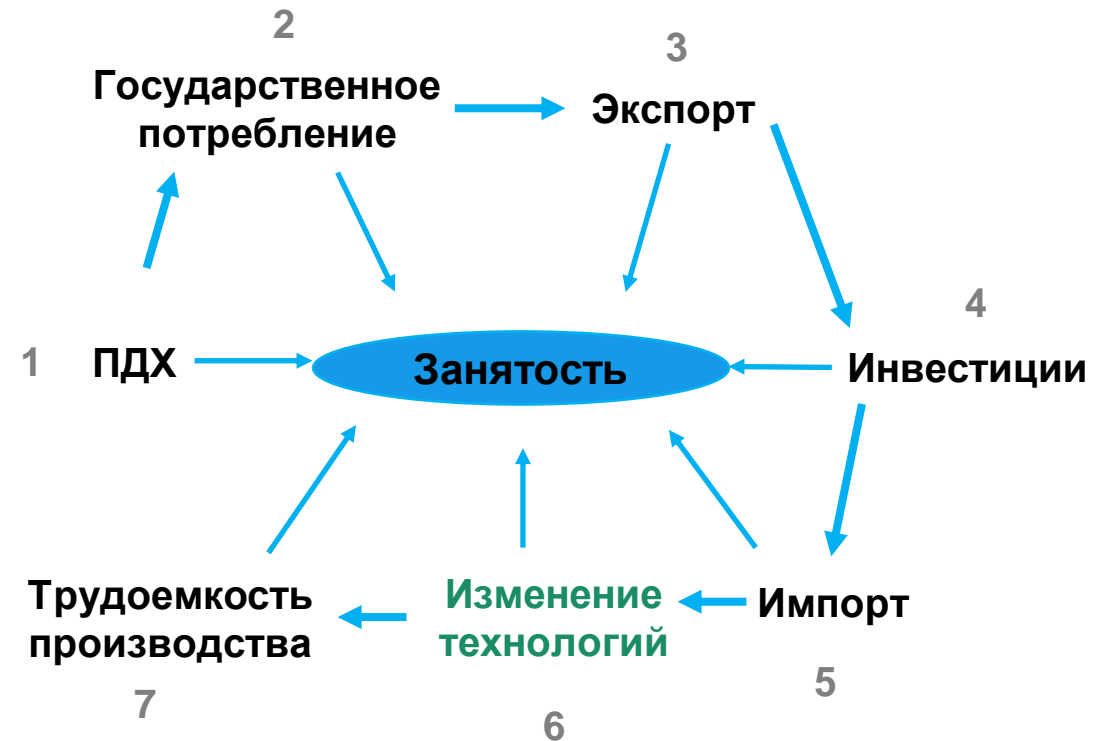 2
Государственное
потребление
3
Экспорт
4
1
ПДХ
Занятость
Инвестиции
Трудоемкость
производства
7
Изменение
технологий
6
Импорт
5